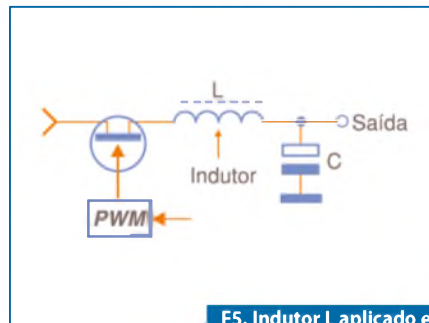 L
Saída
Indutor
C
PWM
F5. Indutor L aplicado e